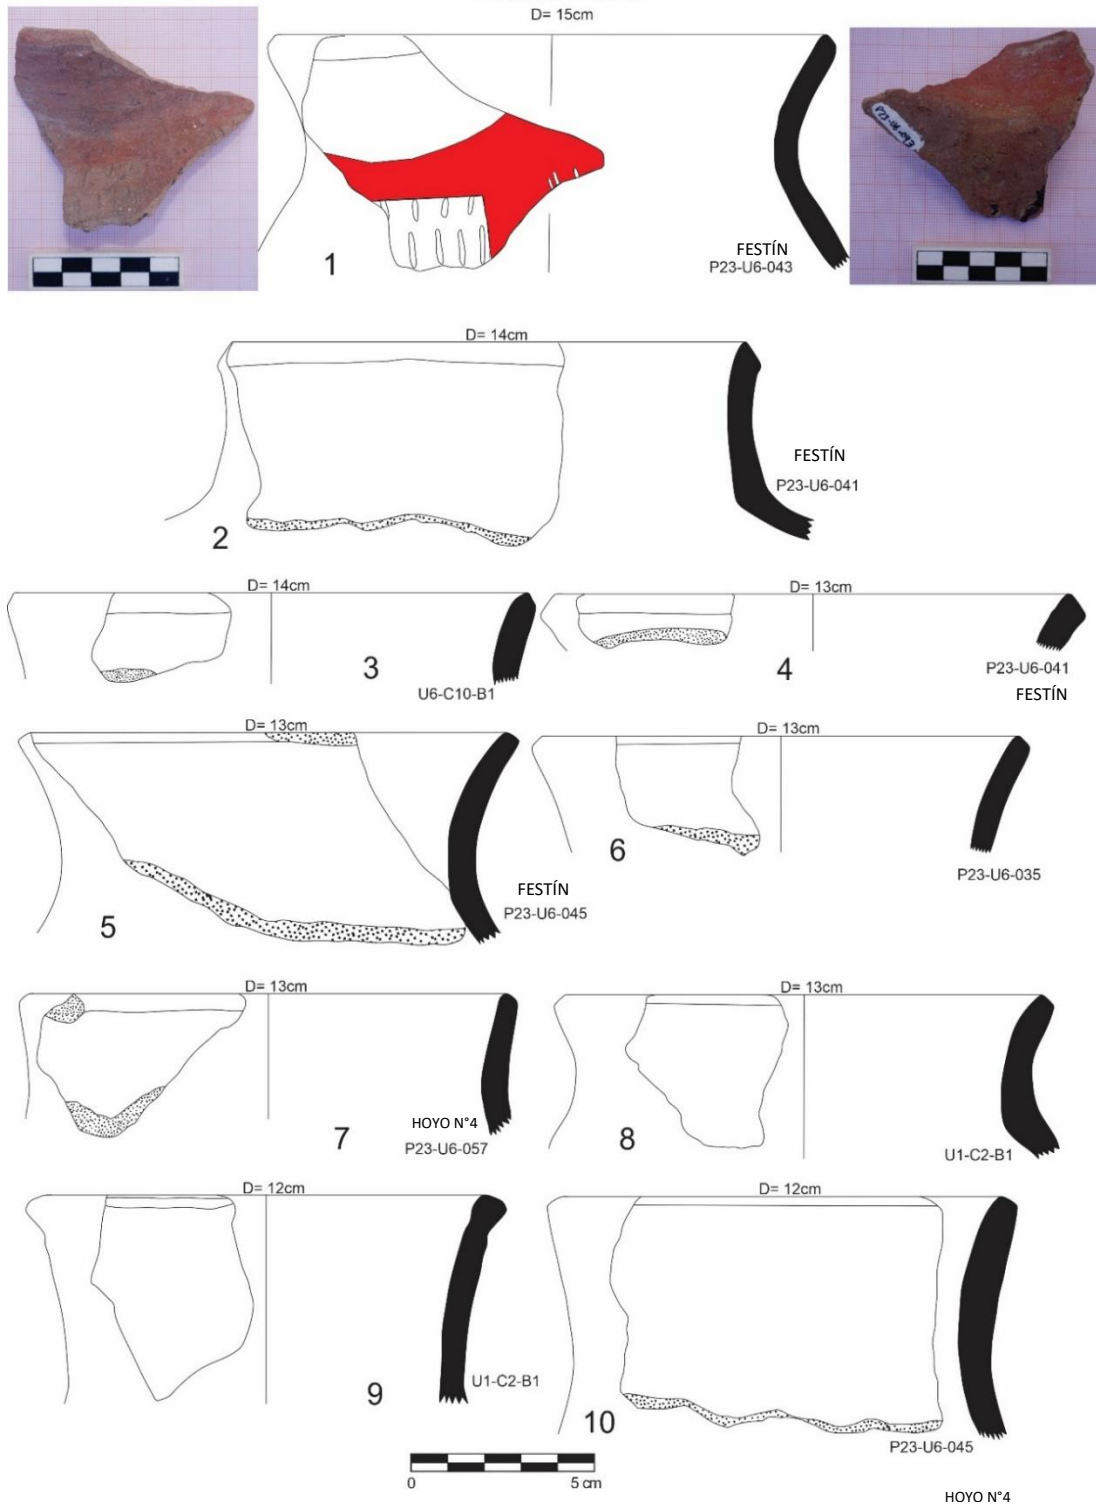 D= 15cm
1
FESTÍN
P23-U6-043
D= 14cm
2
FESTÍN
P23-U6-041
D= 14cm
3
U6-C10-B1
D= 13cm
4
P23-U6-041
FESTÍN
D= 13cm
5
FESTÍN
P23-U6-045
D= 13cm
6
P23-U6-035
D= 13cm
7
HOYO N°4
P23-U6-057
D= 13cm
8
U1-C2-B1
D= 12cm
9
U1-C2-B1
D= 12cm
10
P23-U6-045
HOYO N°4
0
5 cm